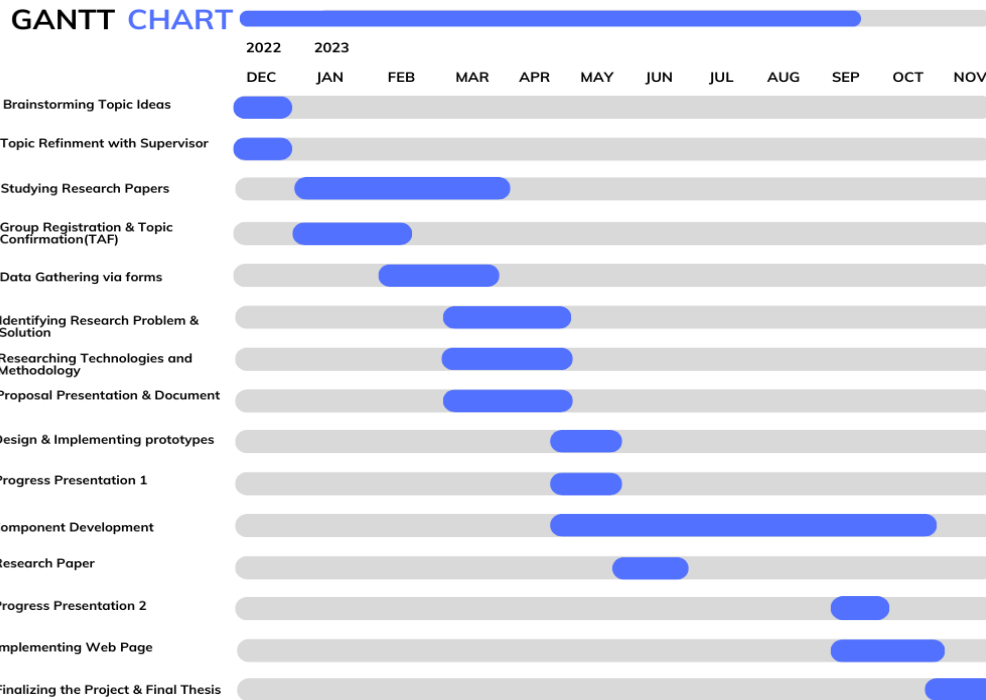 GANTT CHART
2022 2023
DEC JAN FEB MAR APR MAY JUN JUL AUG SEP OCT NOV
Brainstorming Topic Ideas
Topic Refinment with Supervisor
Studying Research Papers
Group Registration & Topic
Confirmation(TAF)
Data Gathering via forms
Identifying Research Problem &
Solution
Researching Technologies and
Methodology
Proposal Presentation & Document
Design & Implementing prototypes
Progress Presentation 1
omponent Development
Research Paper
Progress Presentation 2
mplementing Web Page
Finalizing the Project & Final Thesis